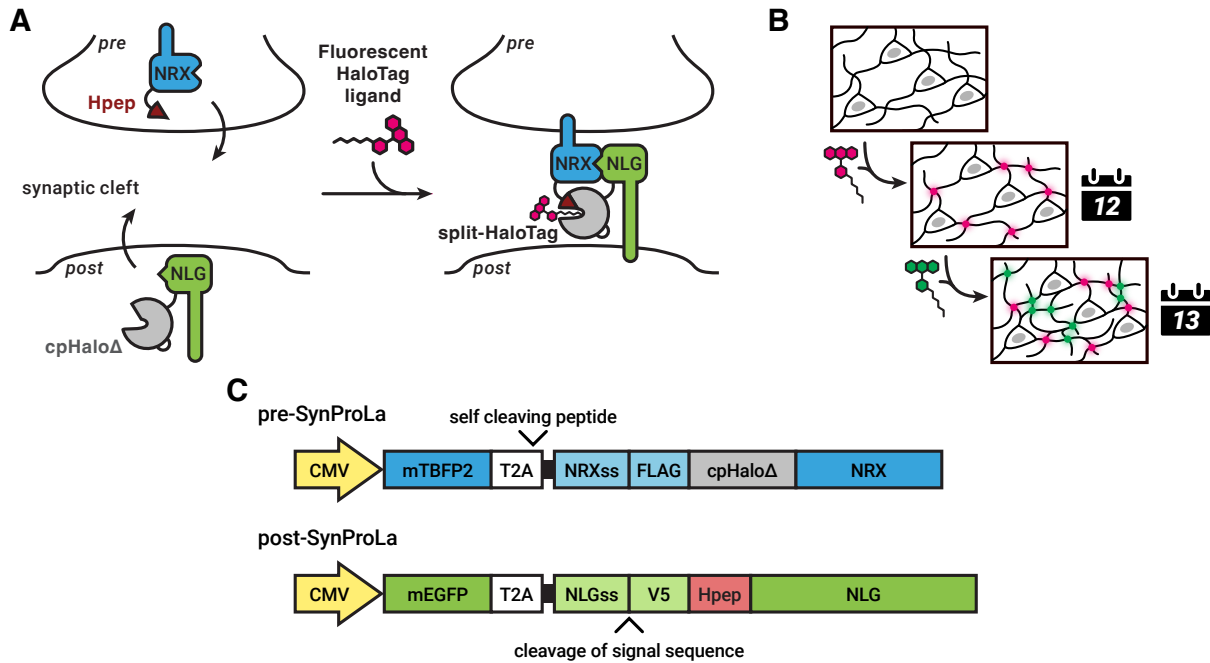 A
pre
NRX
Hpep
synaptic cleft
post
NLG
cpHaloΔ
Fluorescent
HaloTag
ligand
NRX NLG
split-HaloTag
post
pre
B
12
13
C
pre-SynProLa
self cleaving peptide
CMV mTBFP2 T2A NRXss FLAG cpHaloΔ NRX
post-SynProLa
CMV mEGFP T2A NLGss V5 Hpep NLG
cleavage of signal sequence